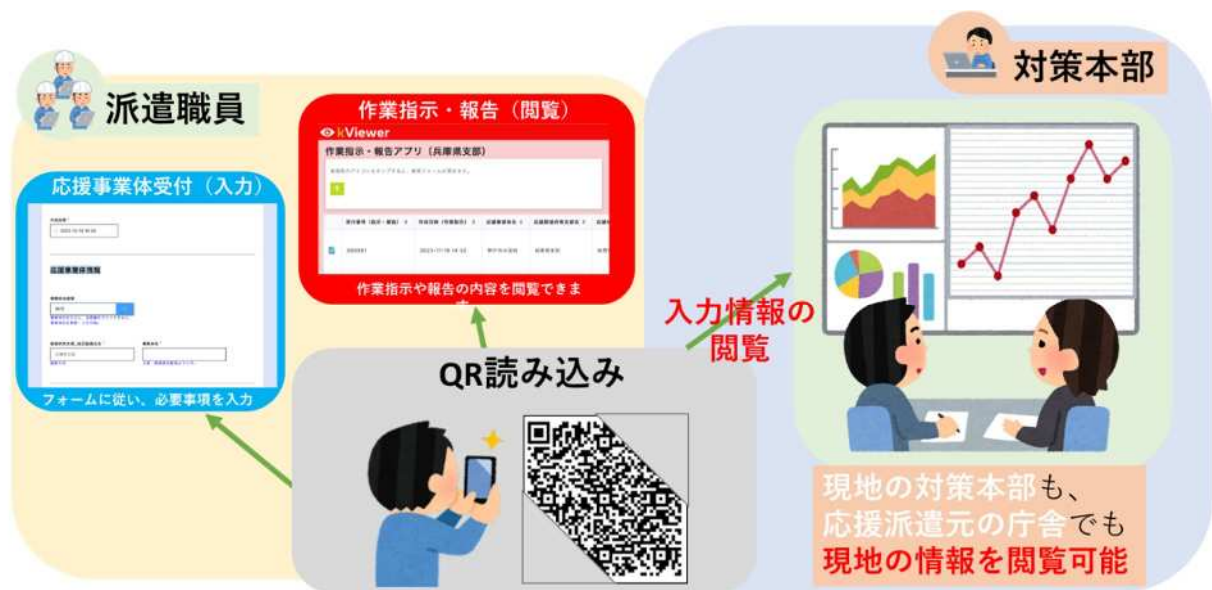 派遣職員
応援事業体受付（入力）
応援事業体情報
フォームに従い、必要事項を入力
作業指示・報告（閲覧）
kViewer
作業指示・報告アプリ（兵庫県支部）
作業指示や報告の内容を閲覧できま
QR読み込み
入力情報の
閲覧
対策本部
現地の対策本部も、
応援派遣元の庁舎でも
現地の情報を閲覧可能